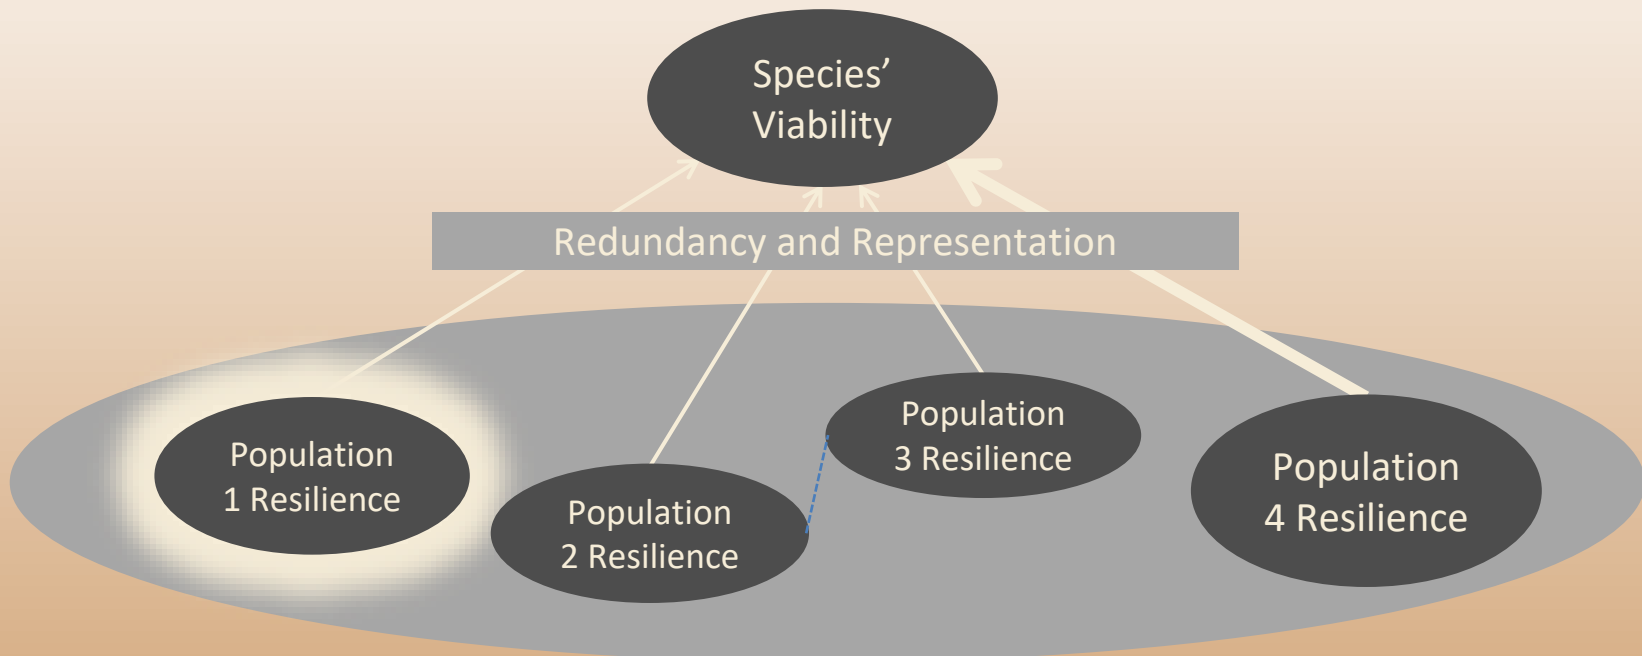 Species’
Viability
Redundancy and Representation
Population
1 Resilience
Population
2 Resilience
Population
3 Resilience
Population
4 Resilience